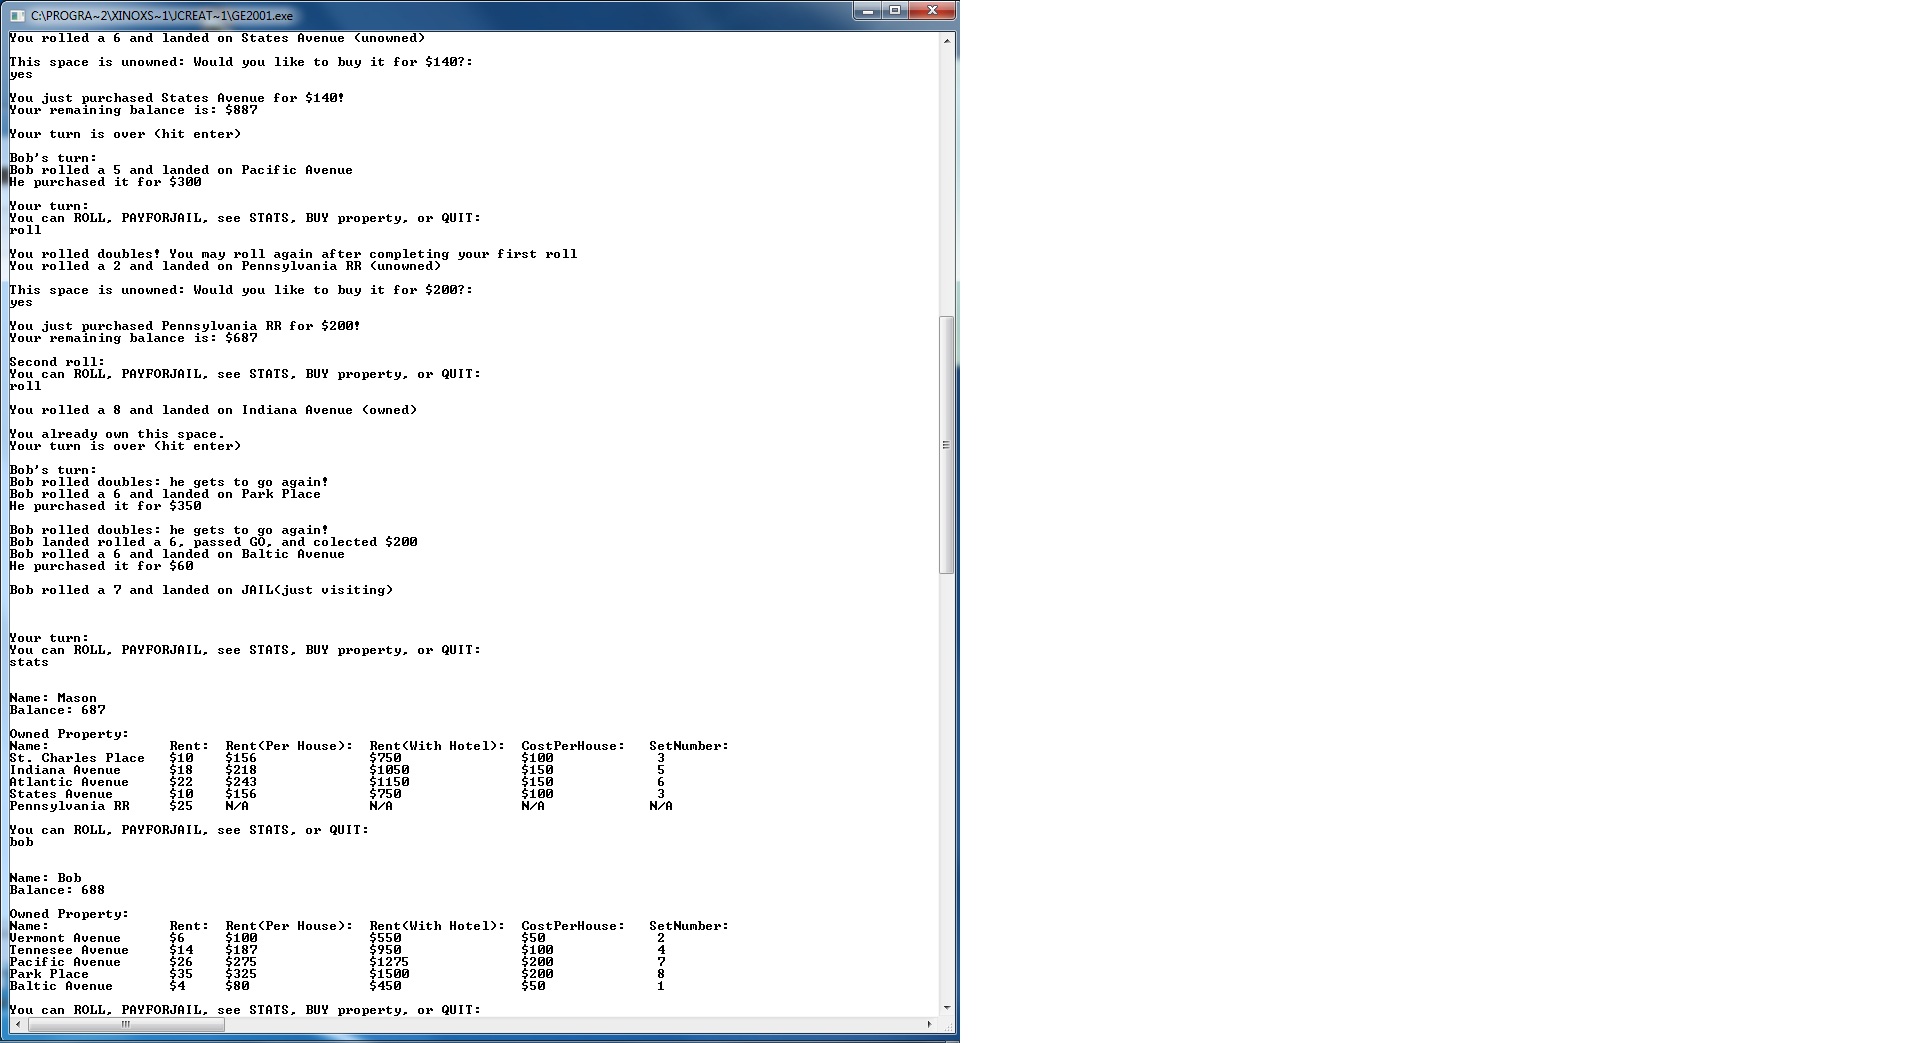 C:\PROGRA~2\XINOXS~1\JCREAT~1\GE2001.exe
You rolled a 6 and landed on States Avenue (unowned)
This space is unowned: Would you like to buy it for $140?:
yes
You just purchased States Avenue for $140!
Your remaining balance is: $887
Your turn is over (hit enter)
Bob's turn:
Bob rolled a 5 and landed on Pacific Avenue
He purchased it for $300
Your turn:
You can ROLL, PAYFORJAIL, see STATS, BUY property, or QUIT:
roll
You rolled doubles! You may roll again after completing your first roll
You rolled a 2 and landed on Pennsylvania RR (unowned)
This space is unowned: Would you like to buy it for $200?:
yes
You just purchased Pennsylvania RR for $200!
Your remaining balance is: $687
Second roll:
You can ROLL, PAYFORJAIL, see STATS, BUY property, or QUIT:
roll
You rolled a 8 and landed on Indiana Avenue (owned)
You already own this space.
Your turn is over (hit enter)
Bob's turn:
Bob rolled doubles: he gets to go again!
Bob rolled a 6 and landed on Park Place
He purchased it for $350
Bob rolled doubles: he gets to go again!
Bob landed rolled a 6, passed GO, and colected $200
Bob rolled a 6 and landed on Baltic Avenue
He purchased it for $60
Bob rolled a 7 and landed on JAIL(just visiting)
Your turn:
You can ROLL, PAYFORJAIL, see STATS, BUY property, or QUIT:
stats
Name: Mason
Balance: 687
Owned Property:
Name: Rent: Rent(Per House): Rent(With Hotel): CostPerHouse: SetNumber:
St. Charles Place $10 $156 $750 $100 3
Indiana Avenue $18 $218 $1050 $150 5
Atlantic Avenue $22 $243 $1150 $150 6
States Avenue $10 $156 $750 $100 3
Pennsylvania RR $25 N/A N/A N/A N/A
You can ROLL, PAYFORJAIL, see STATS, or QUIT:
bob
Name: Bob
Balance: 688
Owned Property:
Name: Rent: Rent(Per House): Rent(With Hotel): CostPerHouse: SetNumber:
Vermont Avenue $6 $100 $550 $50 2
Tennesee Avenue $14 $187 $950 $100 4
Pacific Avenue $26 $275 $1275 $200 7
Park Place $35 $325 $1500 $200 8
Baltic Avenue $4 $80 $450 $50 1
You can ROLL, PAYFORJAIL, see STATS, BUY property, or QUIT: